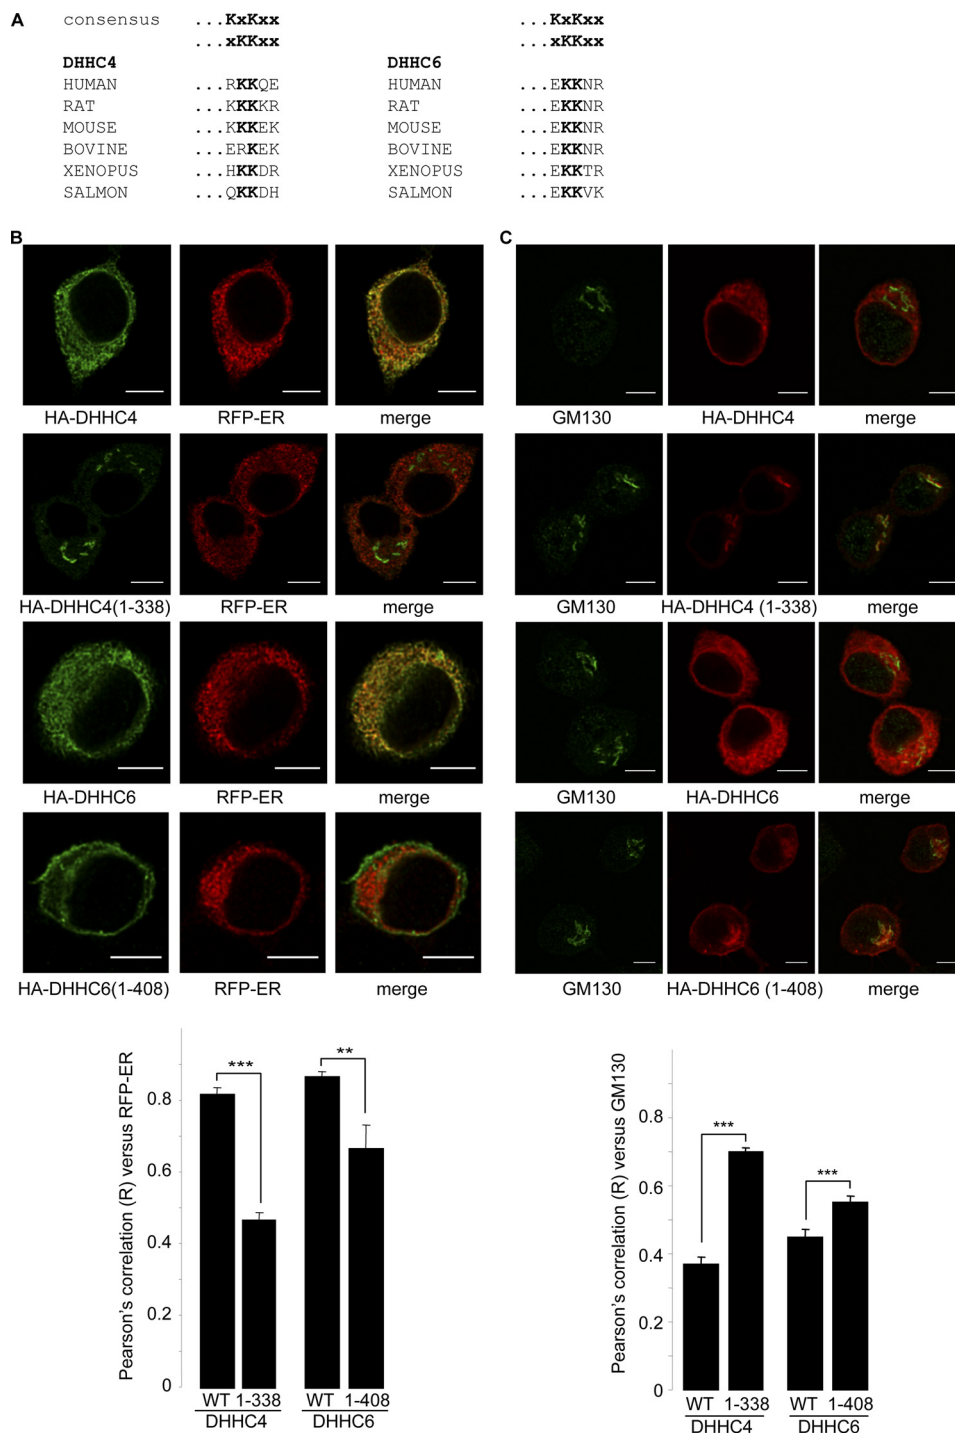 A
consensus ...KxKxx ...KxKxx
...xKKxx ...xKKxx
DHHC4 DHHC6
HUMAN ...RKKQE HUMAN ...EKKNR
RAT ...KKKKR RAT ...EKKNR
MOUSE ...KKKEK MOUSE ...EKKNR
BOVINE ...ERKEK BOVINE ...EKKNR
XENOPUS ...HKKDR XENOPUS ...EKKTR
SALMON ...QKKDH SALMON ...EKKVK
B
HA-DHHC4 RFP-ER merge
HA-DHHC4(1-338) RFP-ER merge
HA-DHHC6 RFP-ER merge
HA-DHHC6(1-408) RFP-ER merge
Pearson's correlation (R) versus RFP-ER
0.8
0.6
0.4
0.2
0
***
**
WT 1-338 WT 1-408
DHHC4 DHHC6
C
GM130 HA-DHHC4 merge
GM130 HA-DHHC4 (1-338) merge
GM130 HA-DHHC6 merge
GM130 HA-DHHC6 (1-408) merge
Pearson's correlation (R) versus GM130
0.8
0.6
0.4
0.2
0
***
***
WT 1-338 WT 1-408
DHHC4 DHHC6